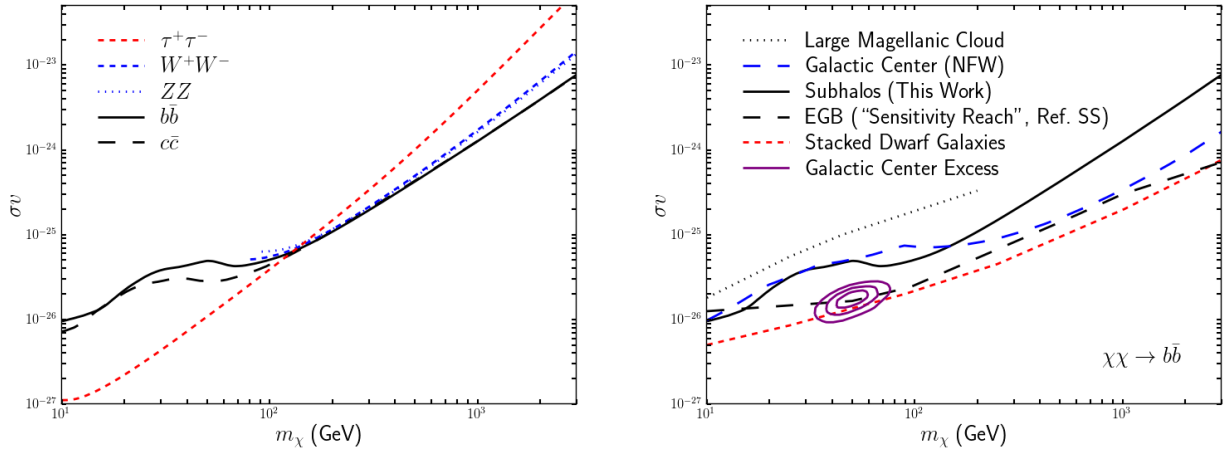 τ⁺τ⁻
W⁺W⁻
ZZ
bb̄
cc̄
σv
10⁻²³
10⁻²⁴
10⁻²⁵
10⁻²⁶
10⁻²⁷
10¹
10²
10³
m_χ (GeV)
Large Magellanic Cloud
Galactic Center (NFW)
Subhalos (This Work)
EGB (“Sensitivity Reach”, Ref. SS)
Stacked Dwarf Galaxies
Galactic Center Excess
σv
10⁻²³
10⁻²⁴
10⁻²⁵
10⁻²⁶
10⁻²⁷
χχ → bb̄
10¹
10²
10³
m_χ (GeV)